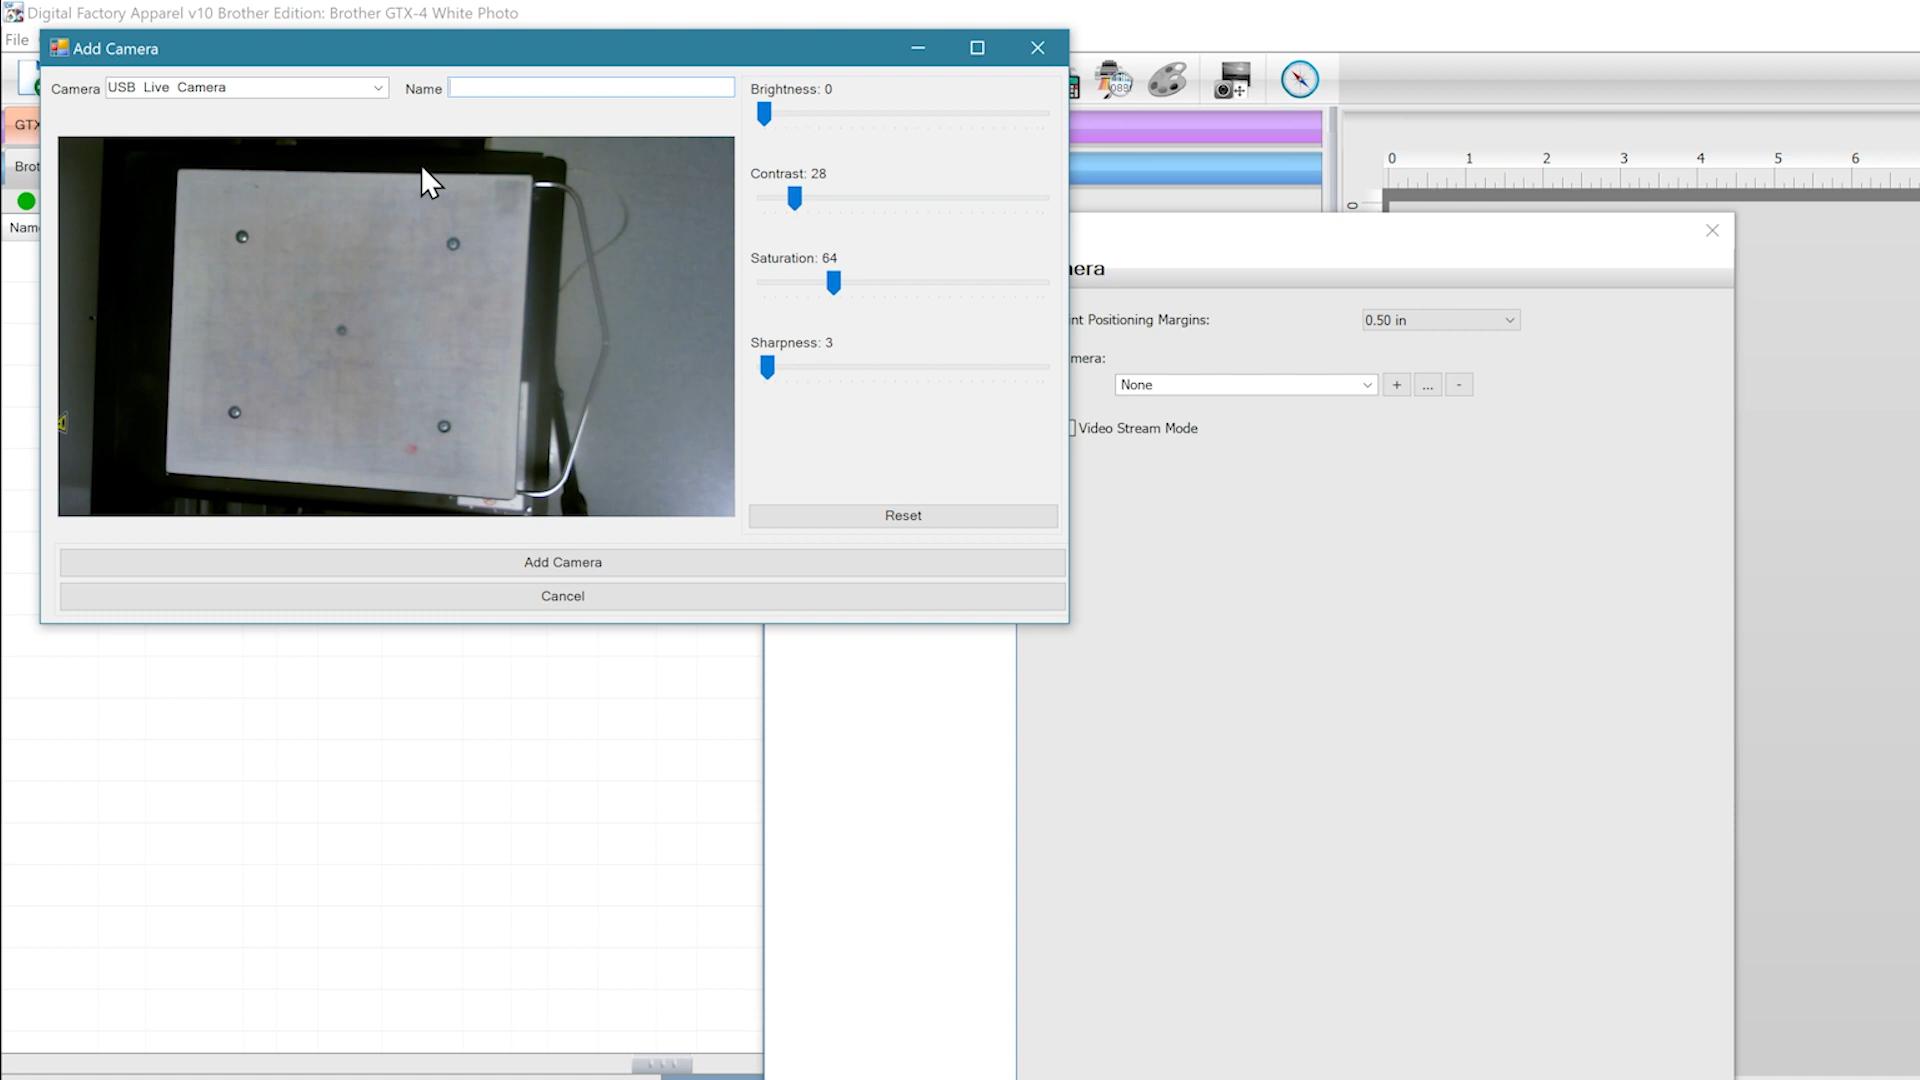 Digital Factory Apparel v10 Brother Edition: Brother GTX-4 White Photo
File
Add Camera
Camera USB Live Camera Name
Brightness: 0
Contrast: 28
Saturation: 64
Sharpness: 3
Reset
Add Camera
Cancel
GTX
Brot
Nam
0 1 2 3 4 5 6
0
era
nt Positioning Margins: 0.50 in
mera:
None + ... -
Video Stream Mode